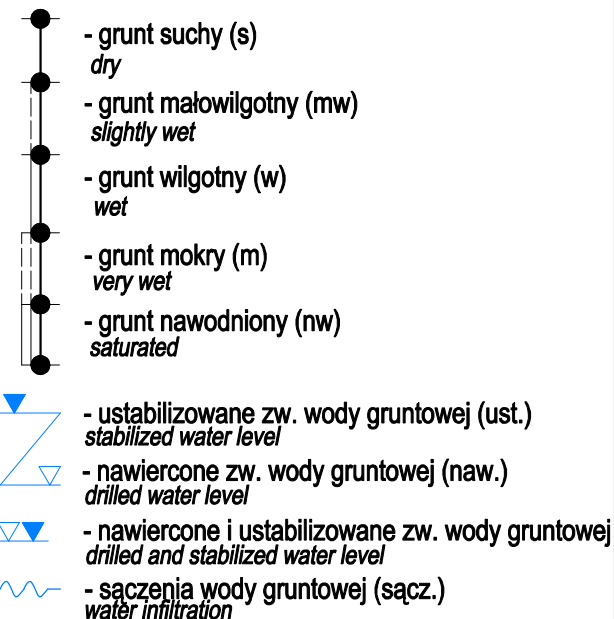 - grunt suchy (s)
dry
- grunt małowilgotny (mw)
slightly wet
- grunt wilgotny (w)
wet
- grunt mokry (m)
very wet
- grunt nawodniony (nw)
saturated
- ustabilizowane zw. wody gruntowej (ust.)
stabilized water level
- nawiercone zw. wody gruntowej (naw.)
drilled water level
- nawiercone i ustabilizowane zw. wody gruntowej
drilled and stabilized water level
- sączenia wody gruntowej (sącz.)
water infiltration